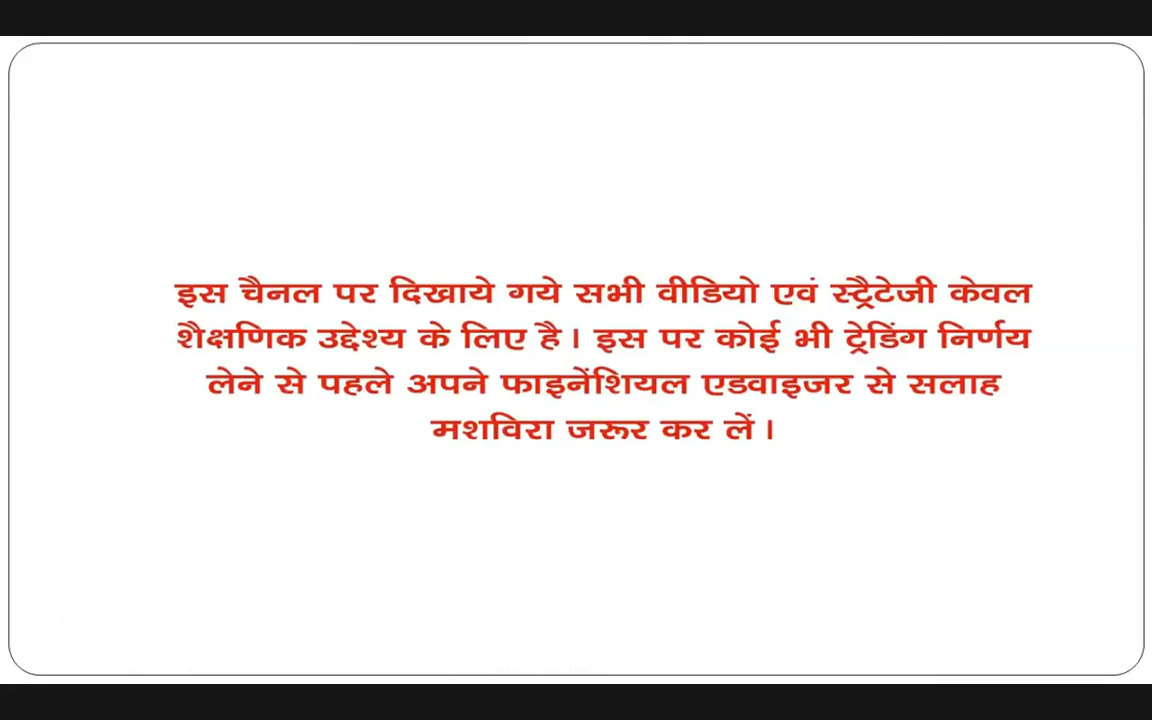 इस चैनल पर दिखाये गये सभी वीडियो एवं स्ट्रैटेजी केवल
शैक्षणिक उद्देश्य के लिए है। इस पर कोई भी ट्रेडिंग निर्णय
लेने से पहले अपने फाइनेंशियल एडवाइजर से सलाह
मशविरा जरूर कर लें।